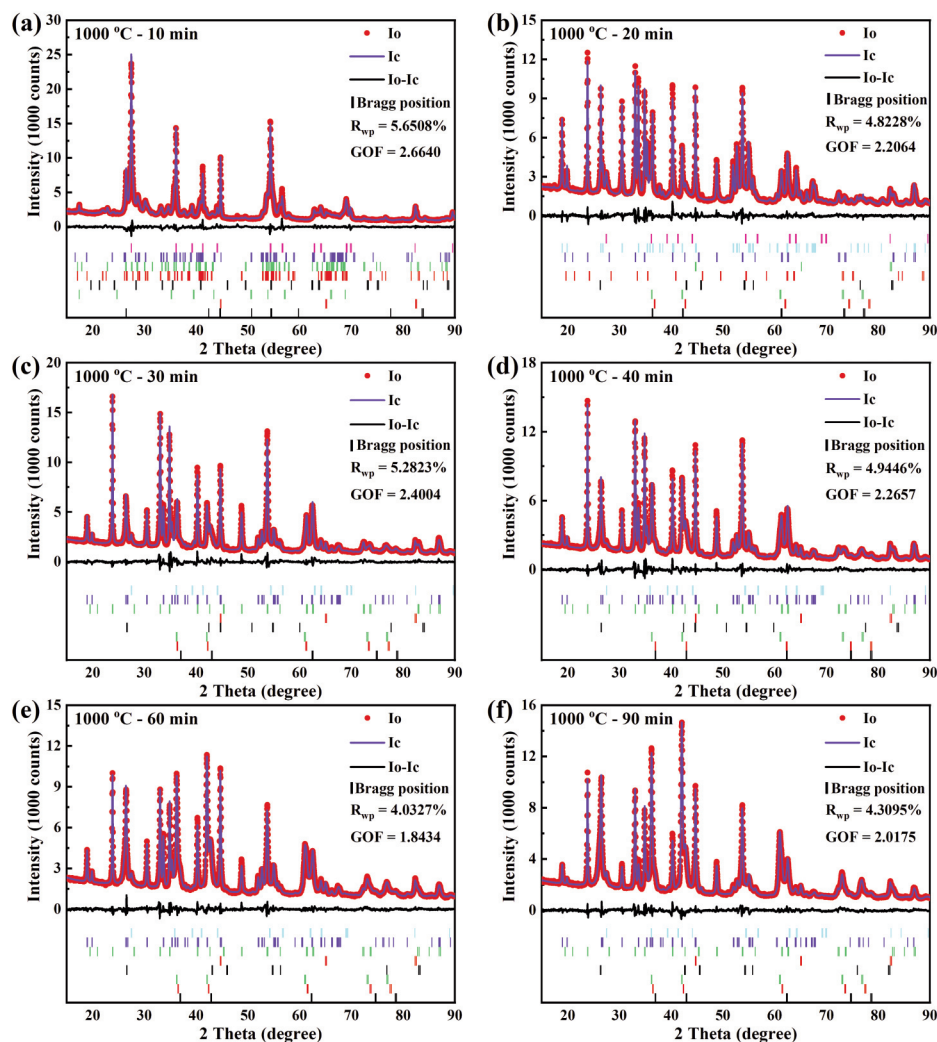 (a)
1000 °C - 10 min
Io
Ic
Io-Ic
Bragg position
Rwp = 5.6508%
GOF = 2.6640
Intensity (1000 counts)
30
25
20
15
10
5
0
20 30 40 50 60 70 80 90
2 Theta (degree)
(b)
1000 °C - 20 min
Io
Ic
Io-Ic
Bragg position
Rwp = 4.8228%
GOF = 2.2064
Intensity (1000 counts)
15
12
9
6
3
0
20 30 40 50 60 70 80 90
2 Theta (degree)
(c)
1000 °C - 30 min
Io
Ic
Io-Ic
Bragg position
Rwp = 5.2823%
GOF = 2.4004
Intensity (1000 counts)
20
15
10
5
0
20 30 40 50 60 70 80 90
2 Theta (degree)
(d)
1000 °C - 40 min
Io
Ic
Io-Ic
Bragg position
Rwp = 4.9446%
GOF = 2.2657
Intensity (1000 counts)
18
12
6
0
20 30 40 50 60 70 80 90
2 Theta (degree)
(e)
1000 °C - 60 min
Io
Ic
Io-Ic
Bragg position
Rwp = 4.0327%
GOF = 1.8434
Intensity (1000 counts)
15
12
9
6
3
0
20 30 40 50 60 70 80 90
2 Theta (degree)
(f)
1000 °C - 90 min
Io
Ic
Io-Ic
Bragg position
Rwp = 4.3095%
GOF = 2.0175
Intensity (1000 counts)
16
12
8
4
0
20 30 40 50 60 70 80 90
2 Theta (degree)